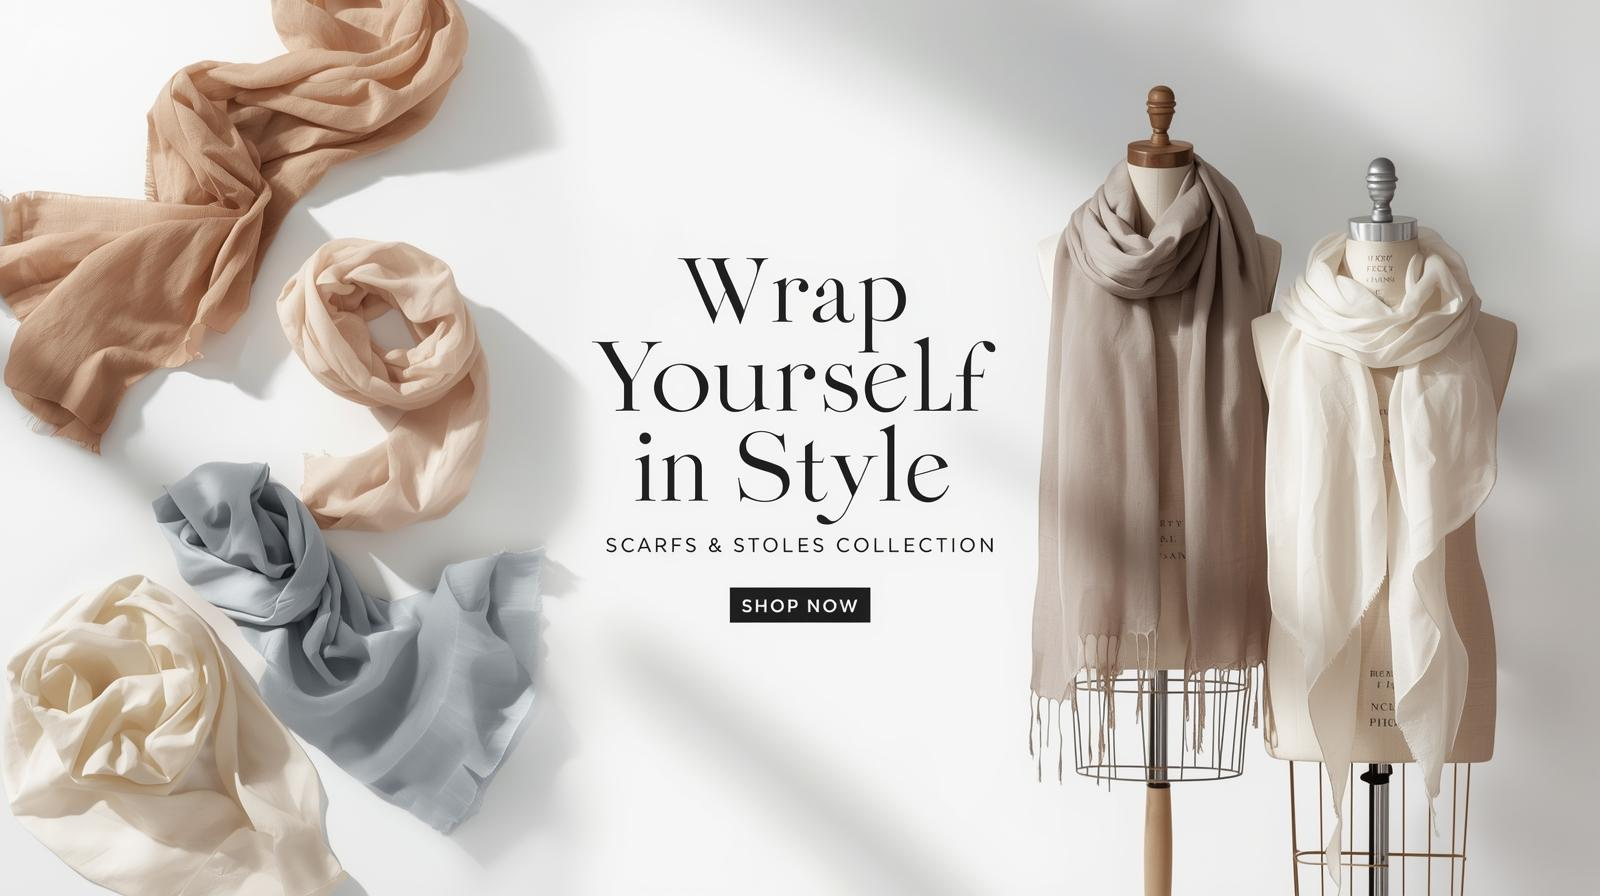 Wrap
Yourself
in Style
SCARFS & STOLES COLLECTION
SHOP NOW